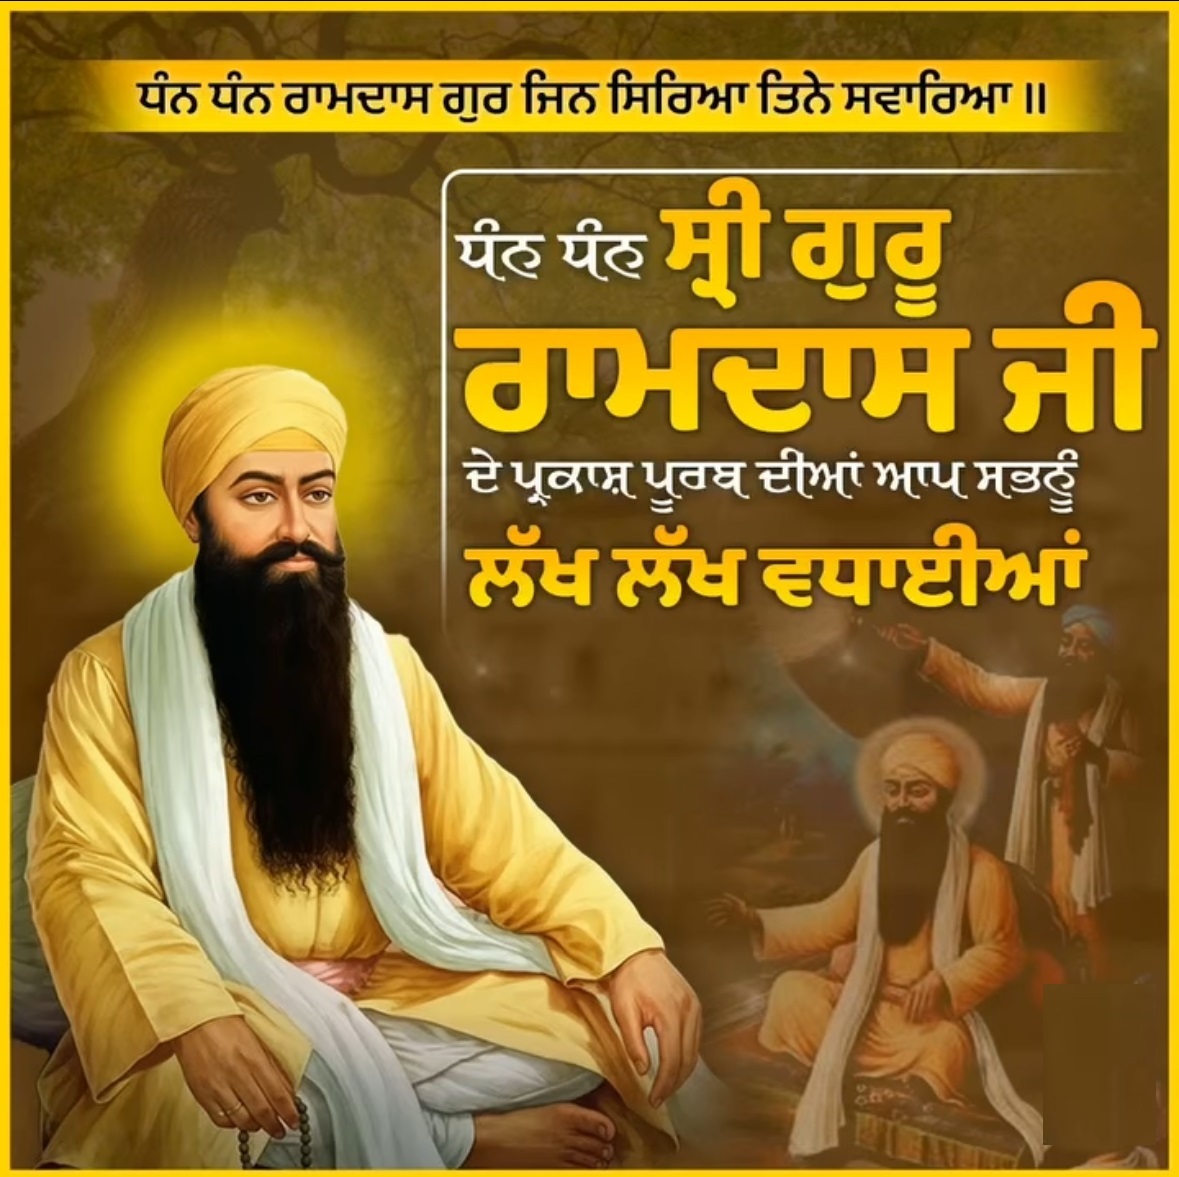 ਧੰਨ ਧੰਨ ਰਾਮਦਾਸ ਗੁਰ ਜਿਨ ਸਿਰਿਆ ਤਿਨੇ ਸਵਾਰਿਆ ॥
ਧੰਨ ਧੰਨ ਸ੍ਰੀ ਗੁਰੂ
ਰਾਮਦਾਸ ਜੀ
ਦੇ ਪ੍ਰਕਾਸ਼ ਪੂਰਬ ਦੀਆਂ ਆਪ ਸਭਨੂੰ
ਲੱਖ ਲੱਖ ਵਧਾਈਆਂ